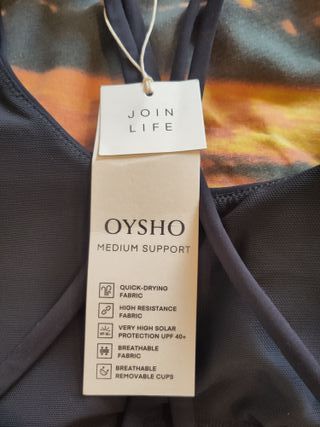 JOIN
LIFE
OYSHO
MEDIUM SUPPORT
QUICK-DRYING
FABRIC
HIGH RESISTANCE
FABRIC
VERY HIGH SOLAR
PROTECTION UPF 40+
BREATHABLE
FABRIC
BREATHABLE
REMOVABLE CUPS